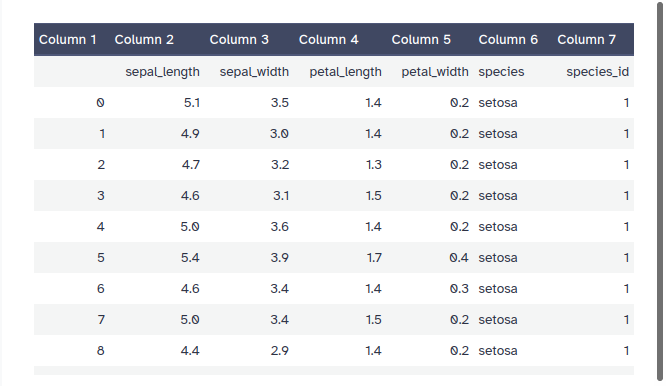 Column 1 Column 2 Column 3 Column 4 Column 5 Column 6 Column 7
sepal_length sepal_width petal_length petal_width species species_id
0 5.1 3.5 1.4 0.2 setosa 1
1 4.9 3.0 1.4 0.2 setosa 1
2 4.7 3.2 1.3 0.2 setosa 1
3 4.6 3.1 1.5 0.2 setosa 1
4 5.0 3.6 1.4 0.2 setosa 1
5 5.4 3.9 1.7 0.4 setosa 1
6 4.6 3.4 1.4 0.3 setosa 1
7 5.0 3.4 1.5 0.2 setosa 1
8 4.4 2.9 1.4 0.2 setosa 1